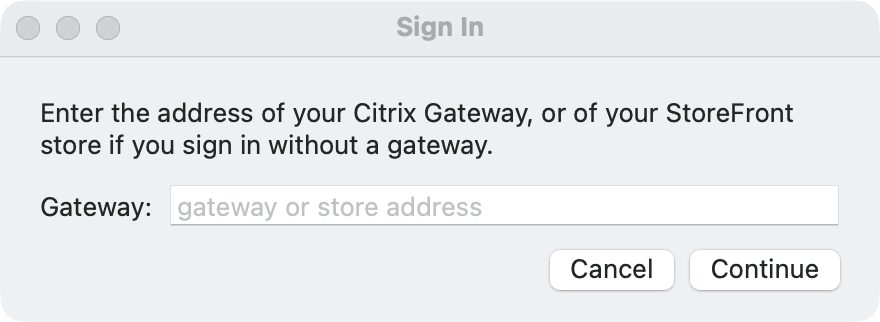 Sign In
Enter the address of your Citrix Gateway, or of your StoreFront
store if you sign in without a gateway.
Gateway: gateway or store address
Cancel Continue